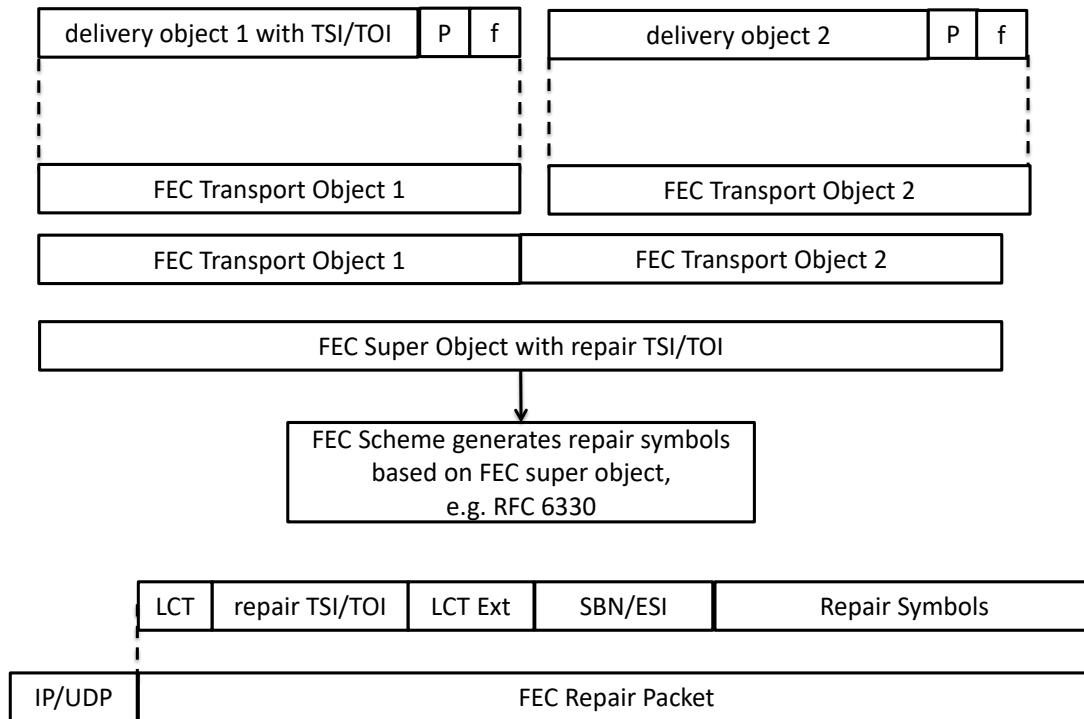 delivery object 1 with TSI/TOI P f
delivery object 2 P f
FEC Transport Object 1
FEC Transport Object 2
FEC Transport Object 1
FEC Transport Object 2
FEC Super Object with repair TSI/TOI
FEC Scheme generates repair symbols
based on FEC super object,
e.g. RFC 6330
LCT repair TSI/TOI LCT Ext SBN/ESI Repair Symbols
IP/UDP FEC Repair Packet